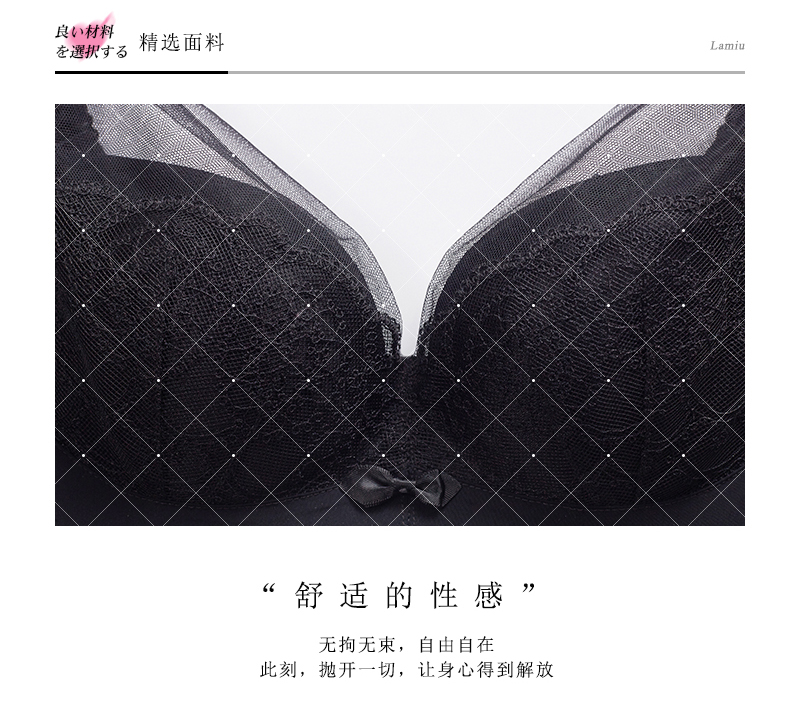 良い材料
を選択する
精选面料
Lamiu
“舒适的性感”
无拘无束，自由自在
此刻，抛开一切，让身心得到解放